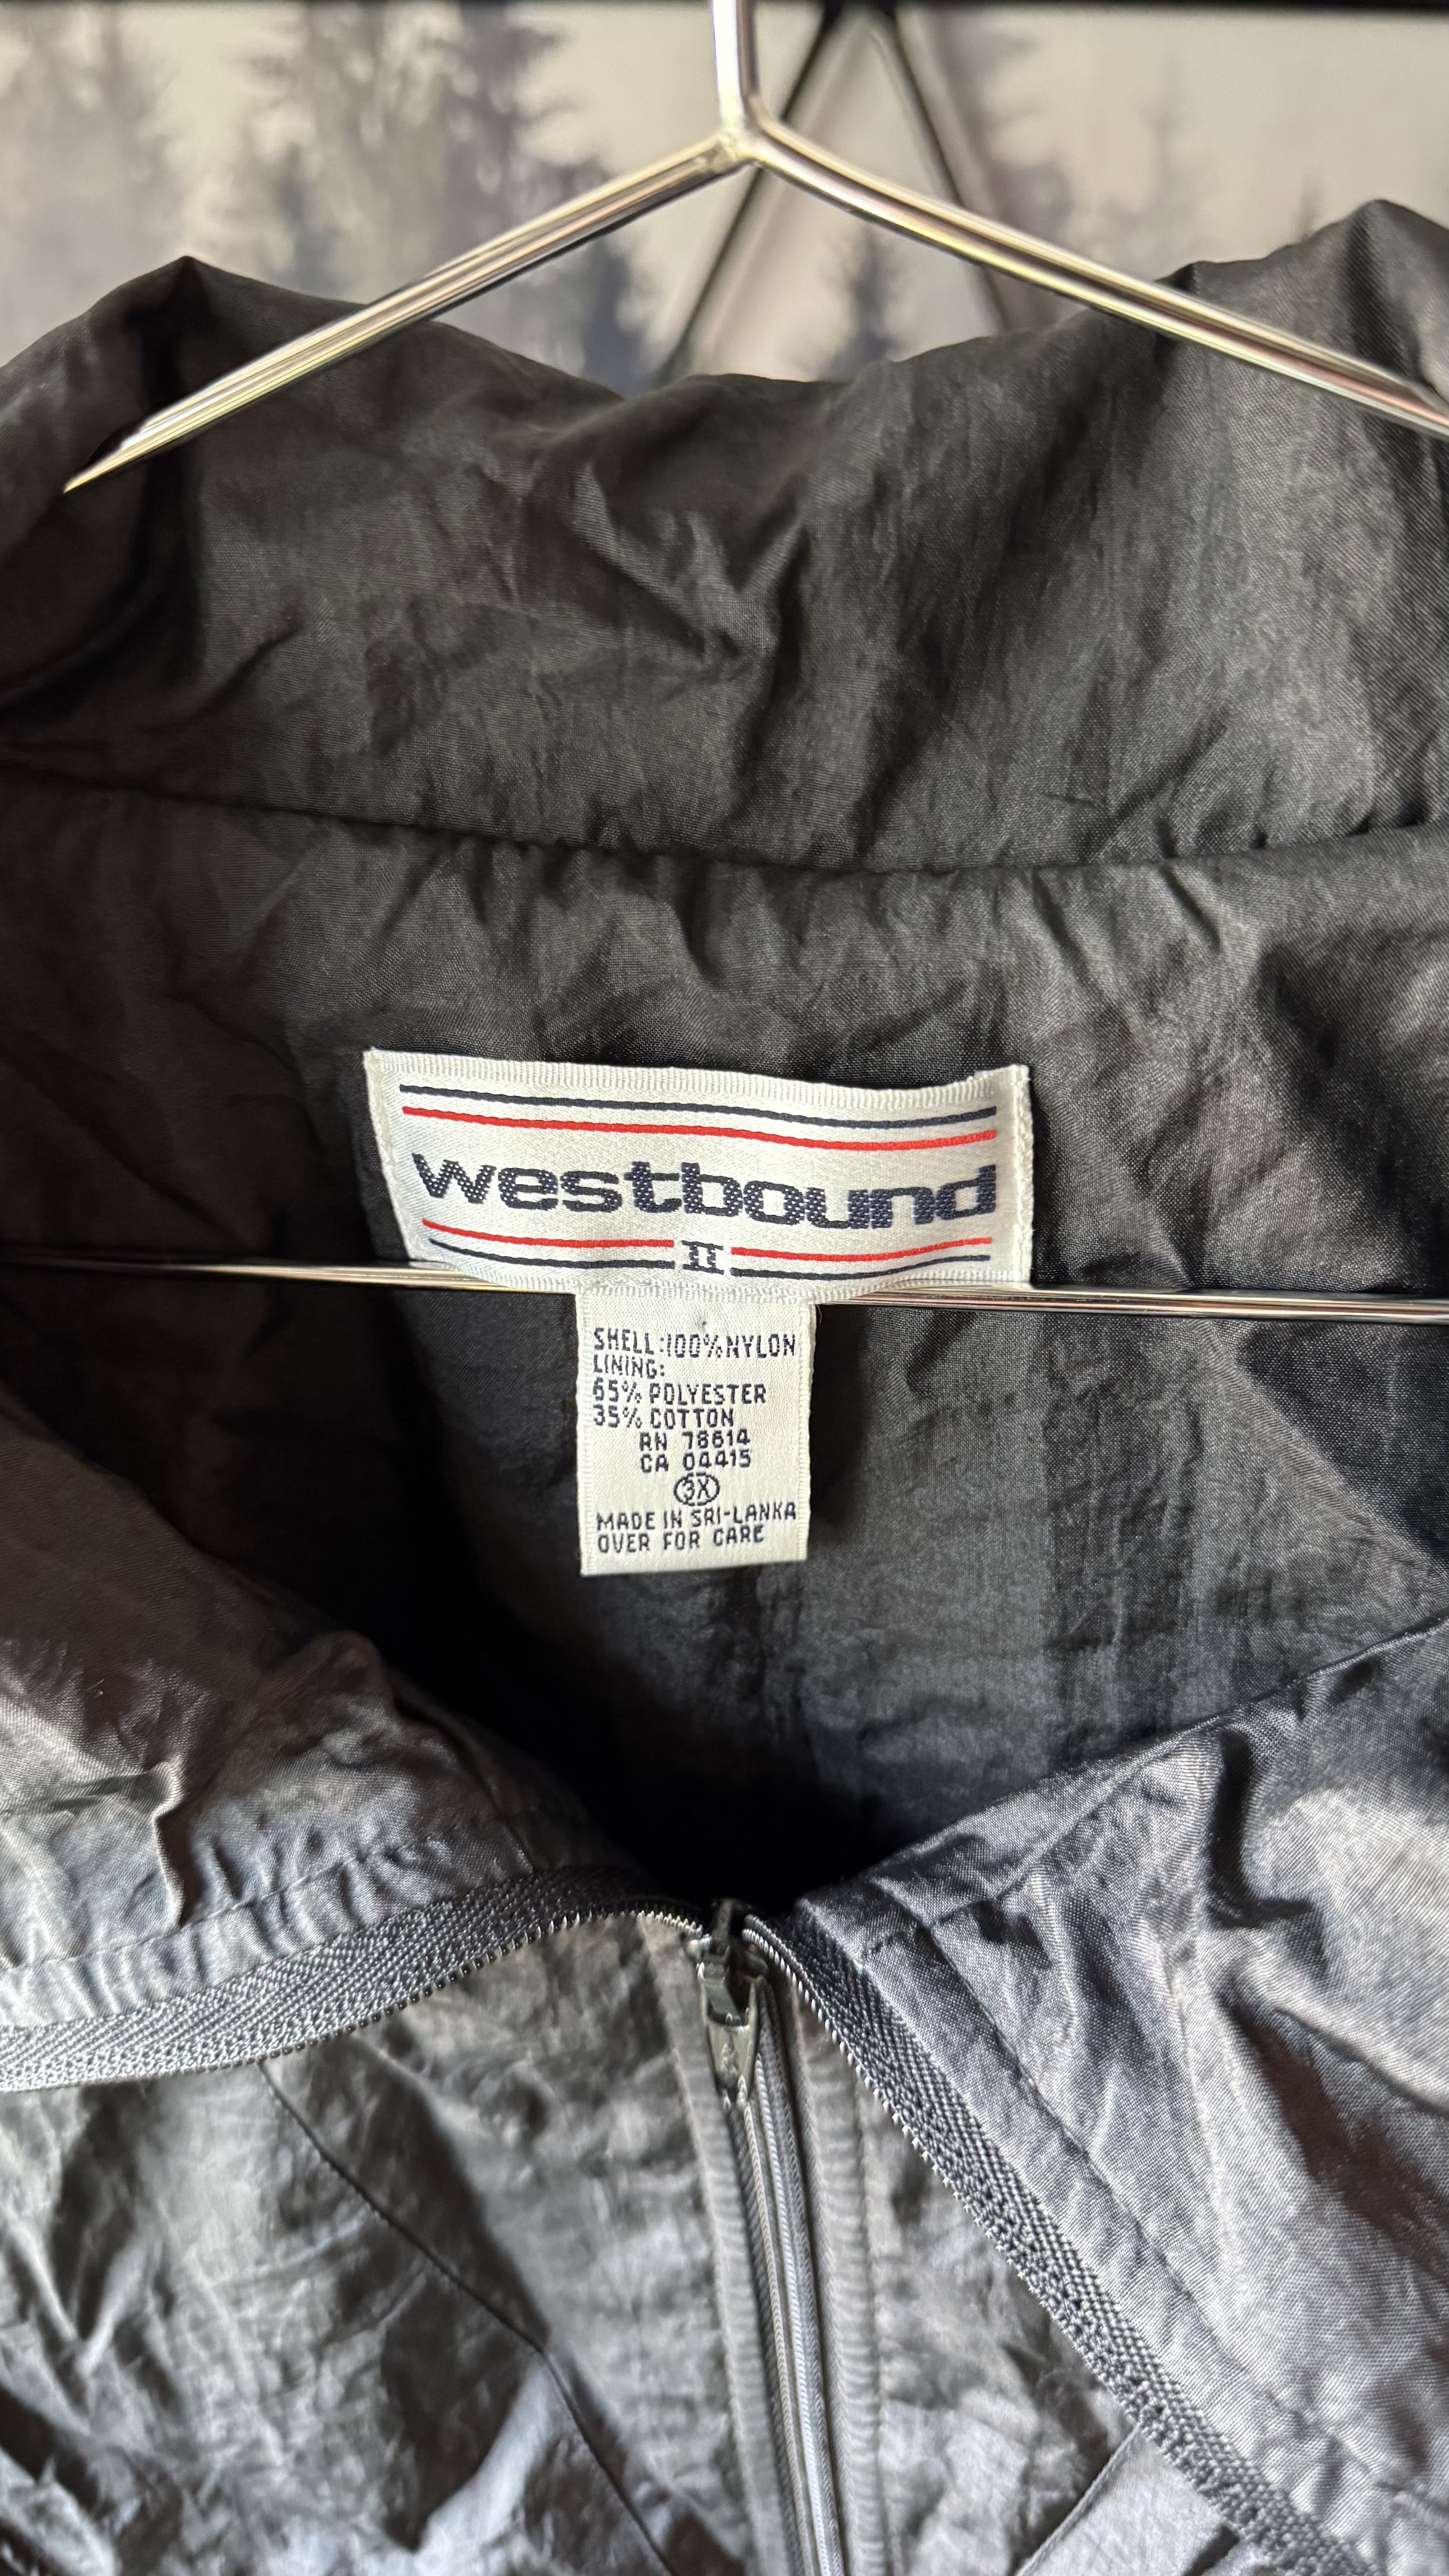 westbound
II
SHELL:100%NYLON
LINING:
65% POLYESTER
35% COTTON
RN 78614
CA 04415
3X
MADE IN SRI-LANKA
OVER FOR CARE